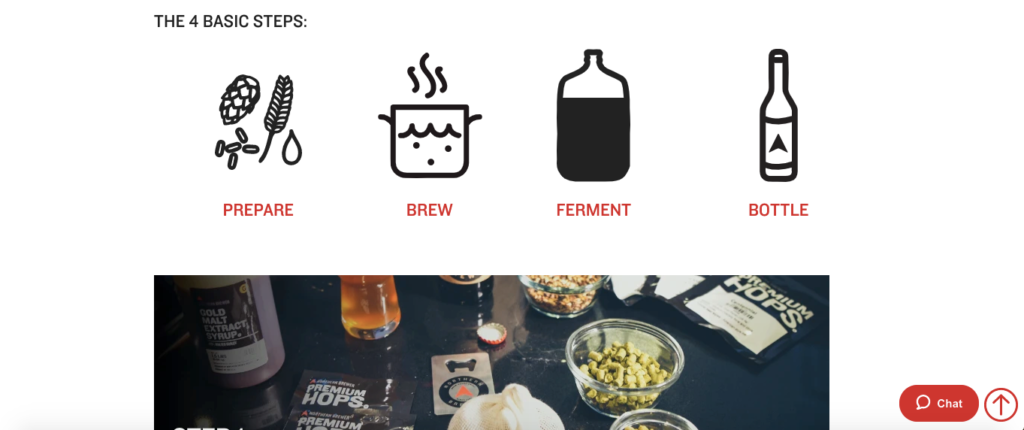 THE 4 BASIC STEPS:
PREPARE
BREW
FERMENT
BOTTLE
GOLD
MALT
EXTRACT
SYRUP
PREMIUM
HOPS.
PREMIUM
HOPS.
PREMIUM
Chat